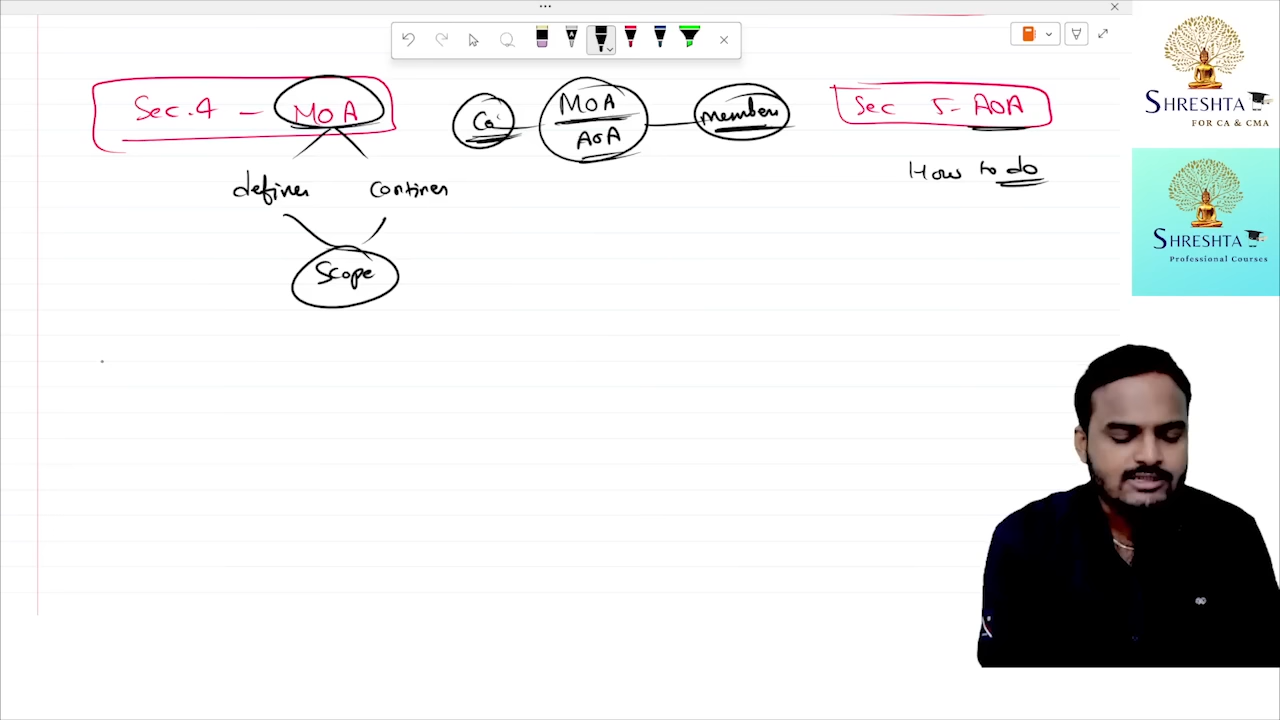 Sec. 4 - MOA
Co
MOA
AOA
members
Sec 5- AOA
How to do
defines
confines
Scope
SHRESHTA
FOR CA & CMA
SHRESHTA
Professional Courses